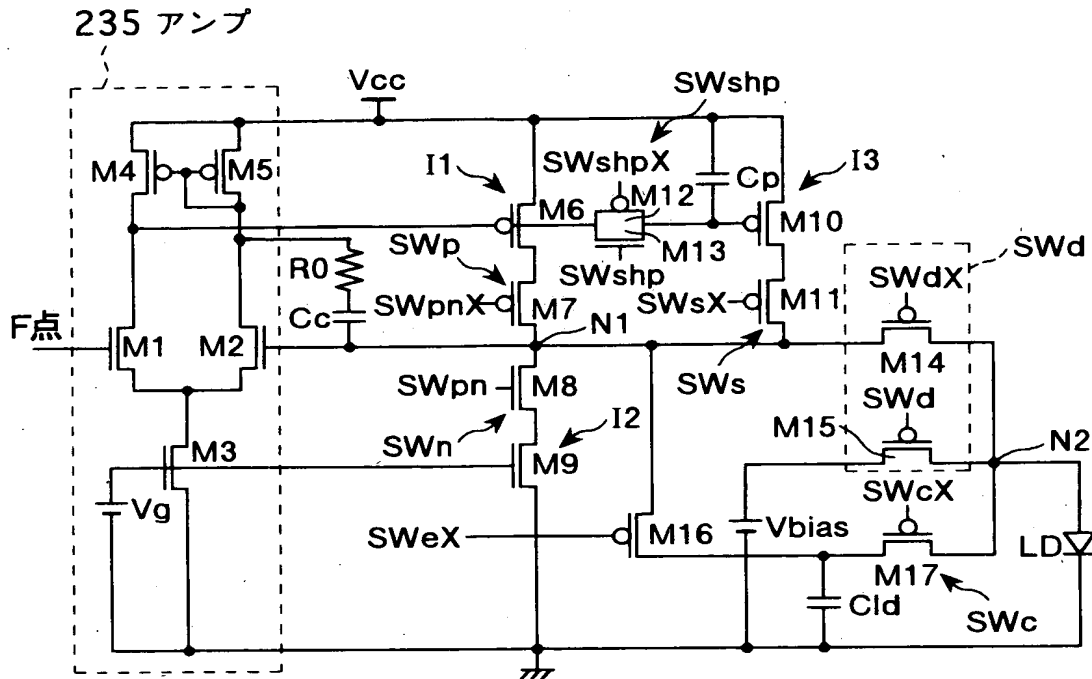 235 アンプ
Vcc
SWshp
M4
M5
I1
SWshpX
M12
Cp
I3
M6
M10
M13
SWp
SWshp
SWd
R0
SWpnX
M7
SWsX
M11
SWdX
Cc
F点
M1
M2
N1
M14
SWpn
M8
SWs
SWd
M15
N2
M3
SWn
I2
M9
SWcX
Vg
SWeX
M16
Vbias
LD
M17
Cld
SWc